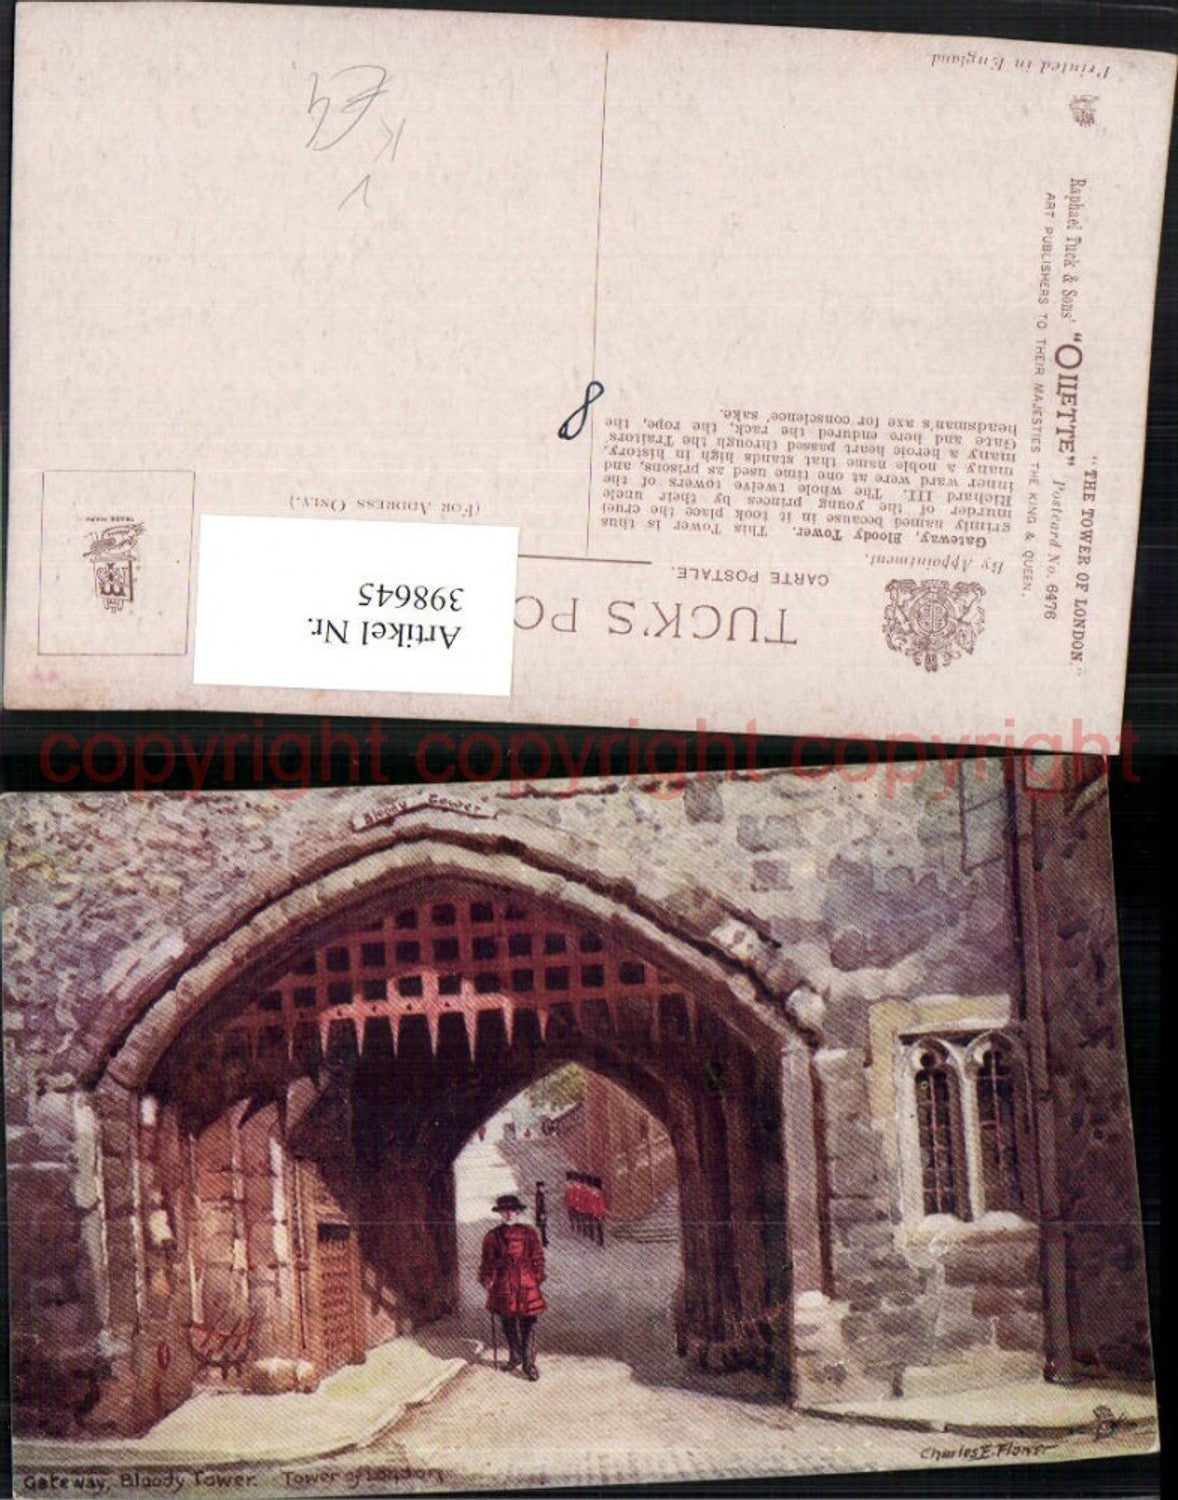 "THE TOWER OF LONDON."
Raphael Tuck & Sons' "OILETTE" Postcard No. 6476
ART PUBLISHERS TO THEIR MAJESTIES THE KING & QUEEN.
TUCK'S PO
CARTE POSTALE.
By Appointment.
Gateway, Bloody Tower. This Tower is thus
grimly named because in it took place the cruel
murder of the young princes by their uncle
Richard III. The whole twelve towers of the
inner ward were at one time used as prisons, and
many a noble name that stands high in history,
many a heroic heart passed through the Traitors'
Gate and here endured the rack, the rope, the
headsman's axe for conscience' sake.
(FOR ADDRESS ONLY.)
TRADE MARK
Printed in England
Artikel Nr.
398645
8
K
copyright copyright copyright copyright
Bloody Tower
Charles E. Flower
Gateway, Bloody Tower. Tower of London